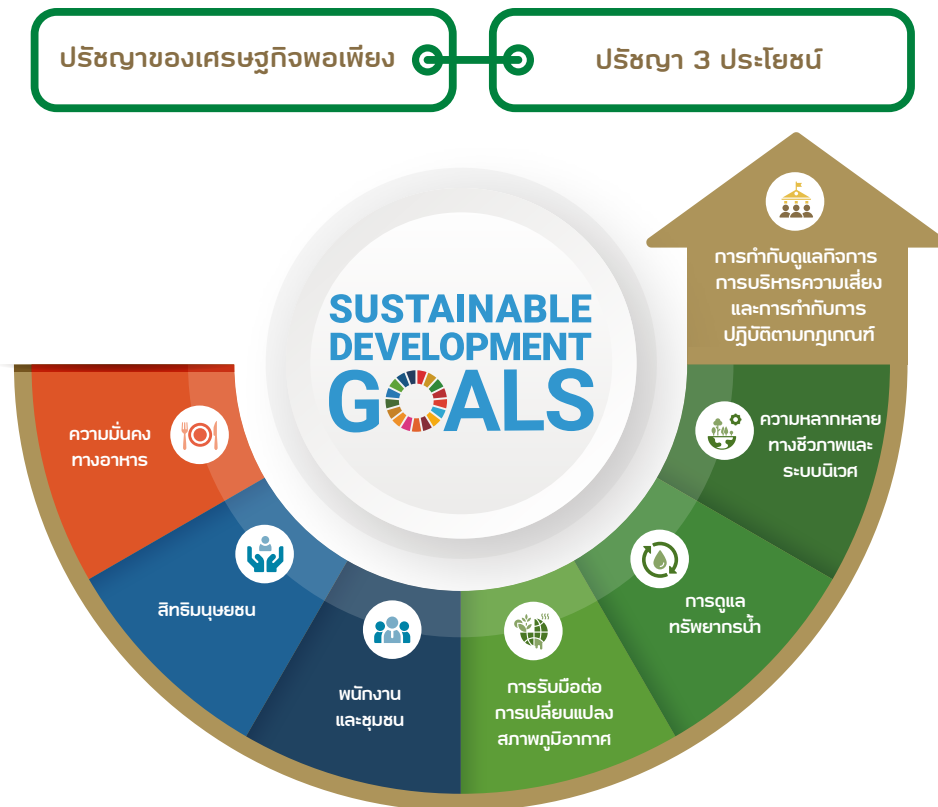 ปรัชญาของเศรษฐกิจพอเพียง
ปรัชญา 3 ประโยชน์
SUSTAINABLE
DEVELOPMENT
GOALS
การกำกับดูแลกิจการ
การบริหารความเสี่ยง
และการกำกับการ
ปฏิบัติตามกฎเกณฑ์
ความมั่นคง
ทางอาหาร
สิทธิมนุษยชน
พนักงาน
และชุมชน
การรับมือต่อ
การเปลี่ยนแปลง
สภาพภูมิอากาศ
การดูแล
ทรัพยากรน้ำ
ความหลากหลาย
ทางชีวภาพและ
ระบบนิเวศ